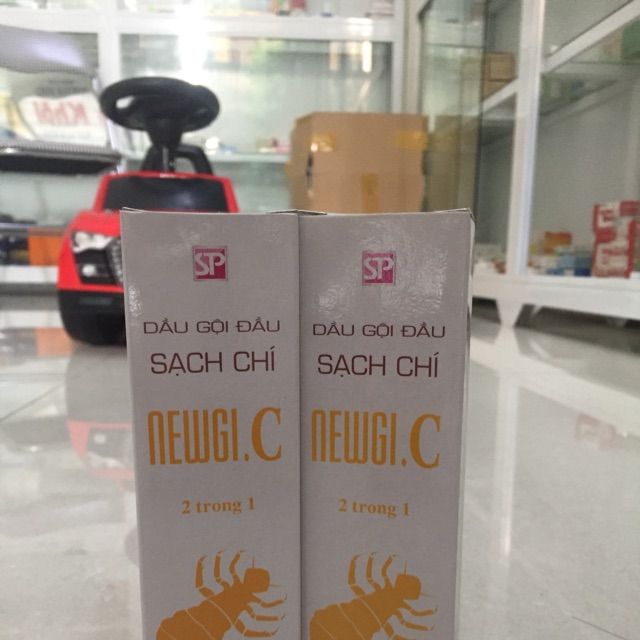 SP
DẦU GỘI ĐẦU
SẠCH CHÍ
NEWGI.C
2 trong 1
SP
DẦU GỘI ĐẦU
SẠCH CHÍ
NEWGI.C
2 trong 1